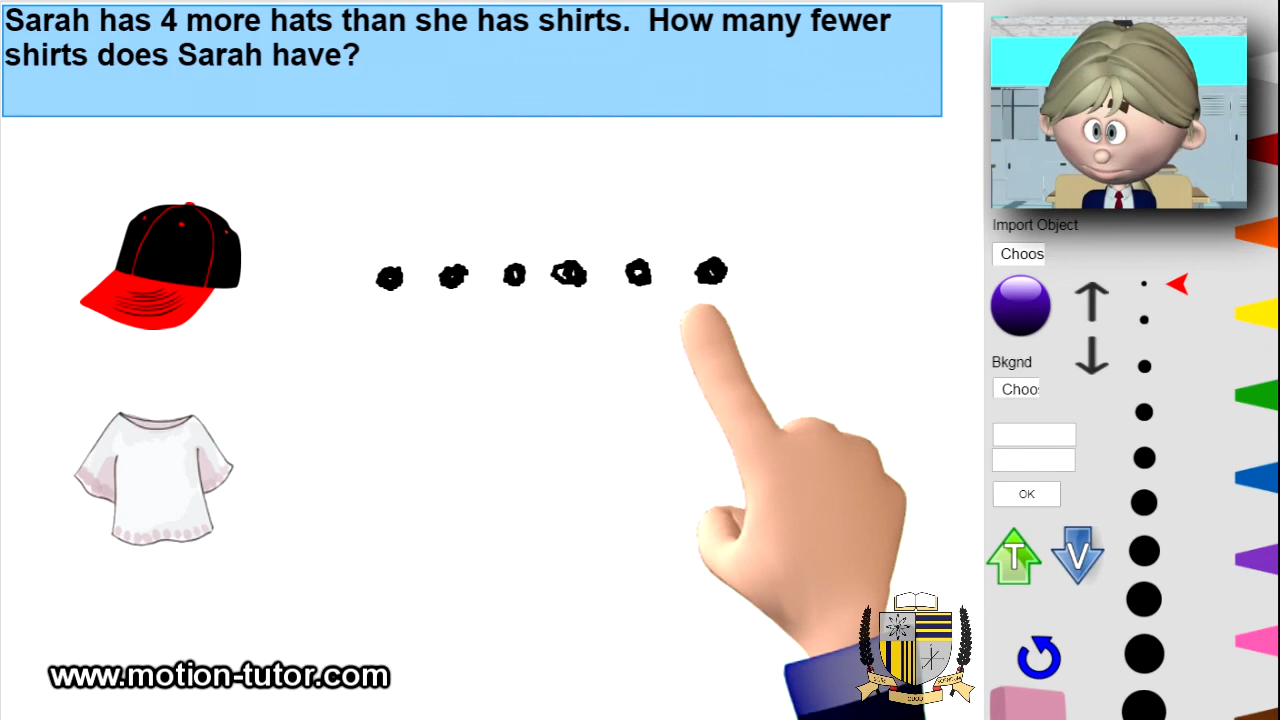 Sarah has 4 more hats than she has shirts.  How many fewer
shirts does Sarah have?
Import Object
Choos
Bkgnd
Choo
OK
T
V
www.motion-tutor.com